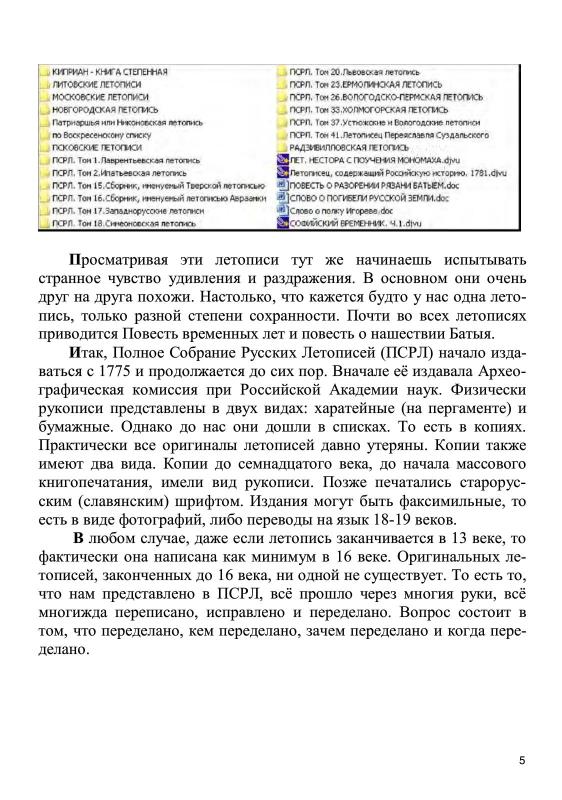 КИПРИАН - КНИГА СТЕПЕННАЯ
ЛИТОВСКИЕ ЛЕТОПИСИ
МОСКОВСКИЕ ЛЕТОПИСИ
НОВГОРОДСКАЯ ЛЕТОПИСЬ
Патриаршья или Никоновская летопись
по Воскресенскому списку
ПСКОВСКИЕ ЛЕТОПИСИ
ПСРЛ. Том 1.Лаврентьевская летопись
ПСРЛ. Том 2.Ипатьевская летопись
ПСРЛ. Том 15.Сборник, именуемый Тверской летописью
ПСРЛ. Том 16.Сборник, именуемый летописью Авраамки
ПСРЛ. Том 17.Западнорусские летописи
ПСРЛ. Том 18.Симеоновская летопись
ПСРЛ. Том 20.Львовская летопись
ПСРЛ. Том 23.ЕРМОЛИНСКАЯ ЛЕТОПИСЬ
ПСРЛ. Том 26.ВОЛОГОДСКО-ПЕРМСКАЯ ЛЕТОПИСЬ
ПСРЛ. Том 33.ХОЛМОГОРСКАЯ ЛЕТОПИСЬ
ПСРЛ. Том 37.Устюжские и Вологодские летописи
ПСРЛ. Том 41.Летописец Переяславля Суздальского
РАДЗИВИЛЛОВСКАЯ ЛЕТОПИСЬ
ЛЕТ. НЕСТОРА С ПОУЧЕНИЯ МОНОМАХА.djvu
Летописец, содержащий Российскую историю. 1781.djvu
ПОВЕСТЬ О РАЗОРЕНИИ РЯЗАНИ БАТЫЕМ.doc
СЛОВО О ПОГИБЕЛИ РУССКОЙ ЗЕМЛИ.doc
Слово о полку Игореве.doc
СОФИЙСКИЙ ВРЕМЕННИК. Ч.1.djvu
Просматривая эти летописи тут же начинаешь испытывать
странное чувство удивления и раздражения. В основном они очень
друг на друга похожи. Настолько, что кажется будто у нас одна лето-
пись, только разной степени сохранности. Почти во всех летописях
приводится Повесть временных лет и повесть о нашествии Батыя.
Итак, Полное Собрание Русских Летописей (ПСРЛ) начало изда-
ваться с 1775 и продолжается до сих пор. Вначале её издавала Архео-
графическая комиссия при Российской Академии наук. Физически
рукописи представлены в двух видах: харатейные (на пергаменте) и
бумажные. Однако до нас они дошли в списках. То есть в копиях.
Практически все оригиналы летописей давно утеряны. Копии также
имеют два вида. Копии до семнадцатого века, до начала массового
книгопечатания, имели вид рукописи. Позже печатались старорус-
ским (славянским) шрифтом. Издания могут быть факсимильные, то
есть в виде фотографий, либо переводы на язык 18-19 веков.
В любом случае, даже если летопись заканчивается в 13 веке, то
фактически она написана как минимум в 16 веке. Оригинальных ле-
тописей, законченных до 16 века, ни одной не существует. То есть то,
что нам представлено в ПСРЛ, всё прошло через многия руки, всё
многижда переписано, исправлено и переделано. Вопрос состоит в
том, что переделано, кем переделано, зачем переделано и когда пере-
делано.
5